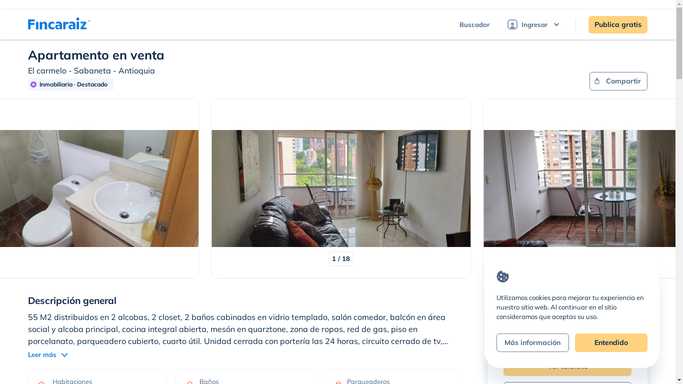 Fincaraiz
Buscador
Ingresar
Publica gratis
Apartamento en venta
El carmelo - Sabaneta - Antioquia
Inmobiliaria · Destacado
Compartir
1 / 18
Descripción general
55 M2 distribuidos en 2 alcobas, 2 closet, 2 baños cabinados en vidrio templado, salón comedor, balcón en área
social y alcoba principal, cocina integral abierta, mesón en quarztone, zona de ropas, red de gas, piso en
porcelanato, parqueadero cubierto, cuarto útil. Unidad cerrada con portería las 24 horas, circuito cerrado de tv,...
Leer más
Habitaciones
Baños
Parqueaderos
Utilizamos cookies para mejorar tu experiencia en
nuestro sitio web. Al continuar en el sitio
consideramos que aceptas su uso.
Más información
Entendido